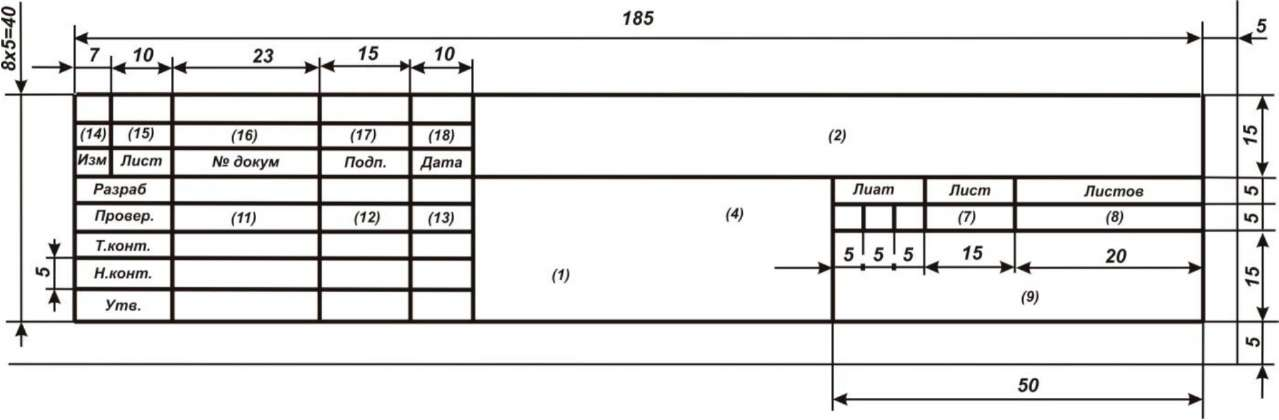 185
8x5=40
5
7 10 23 15 10
(2)
15
(14) (15) (16) (17) (18)
Изм Лист № докум Подп. Дата
Разраб Лиат Лист Листов 5
Провер. (11) (12) (13) (4) (7) (8) 5
Т.конт.
5 5 5 15 20
5 Н.конт. (1) 15
(9)
Утв.
5
50